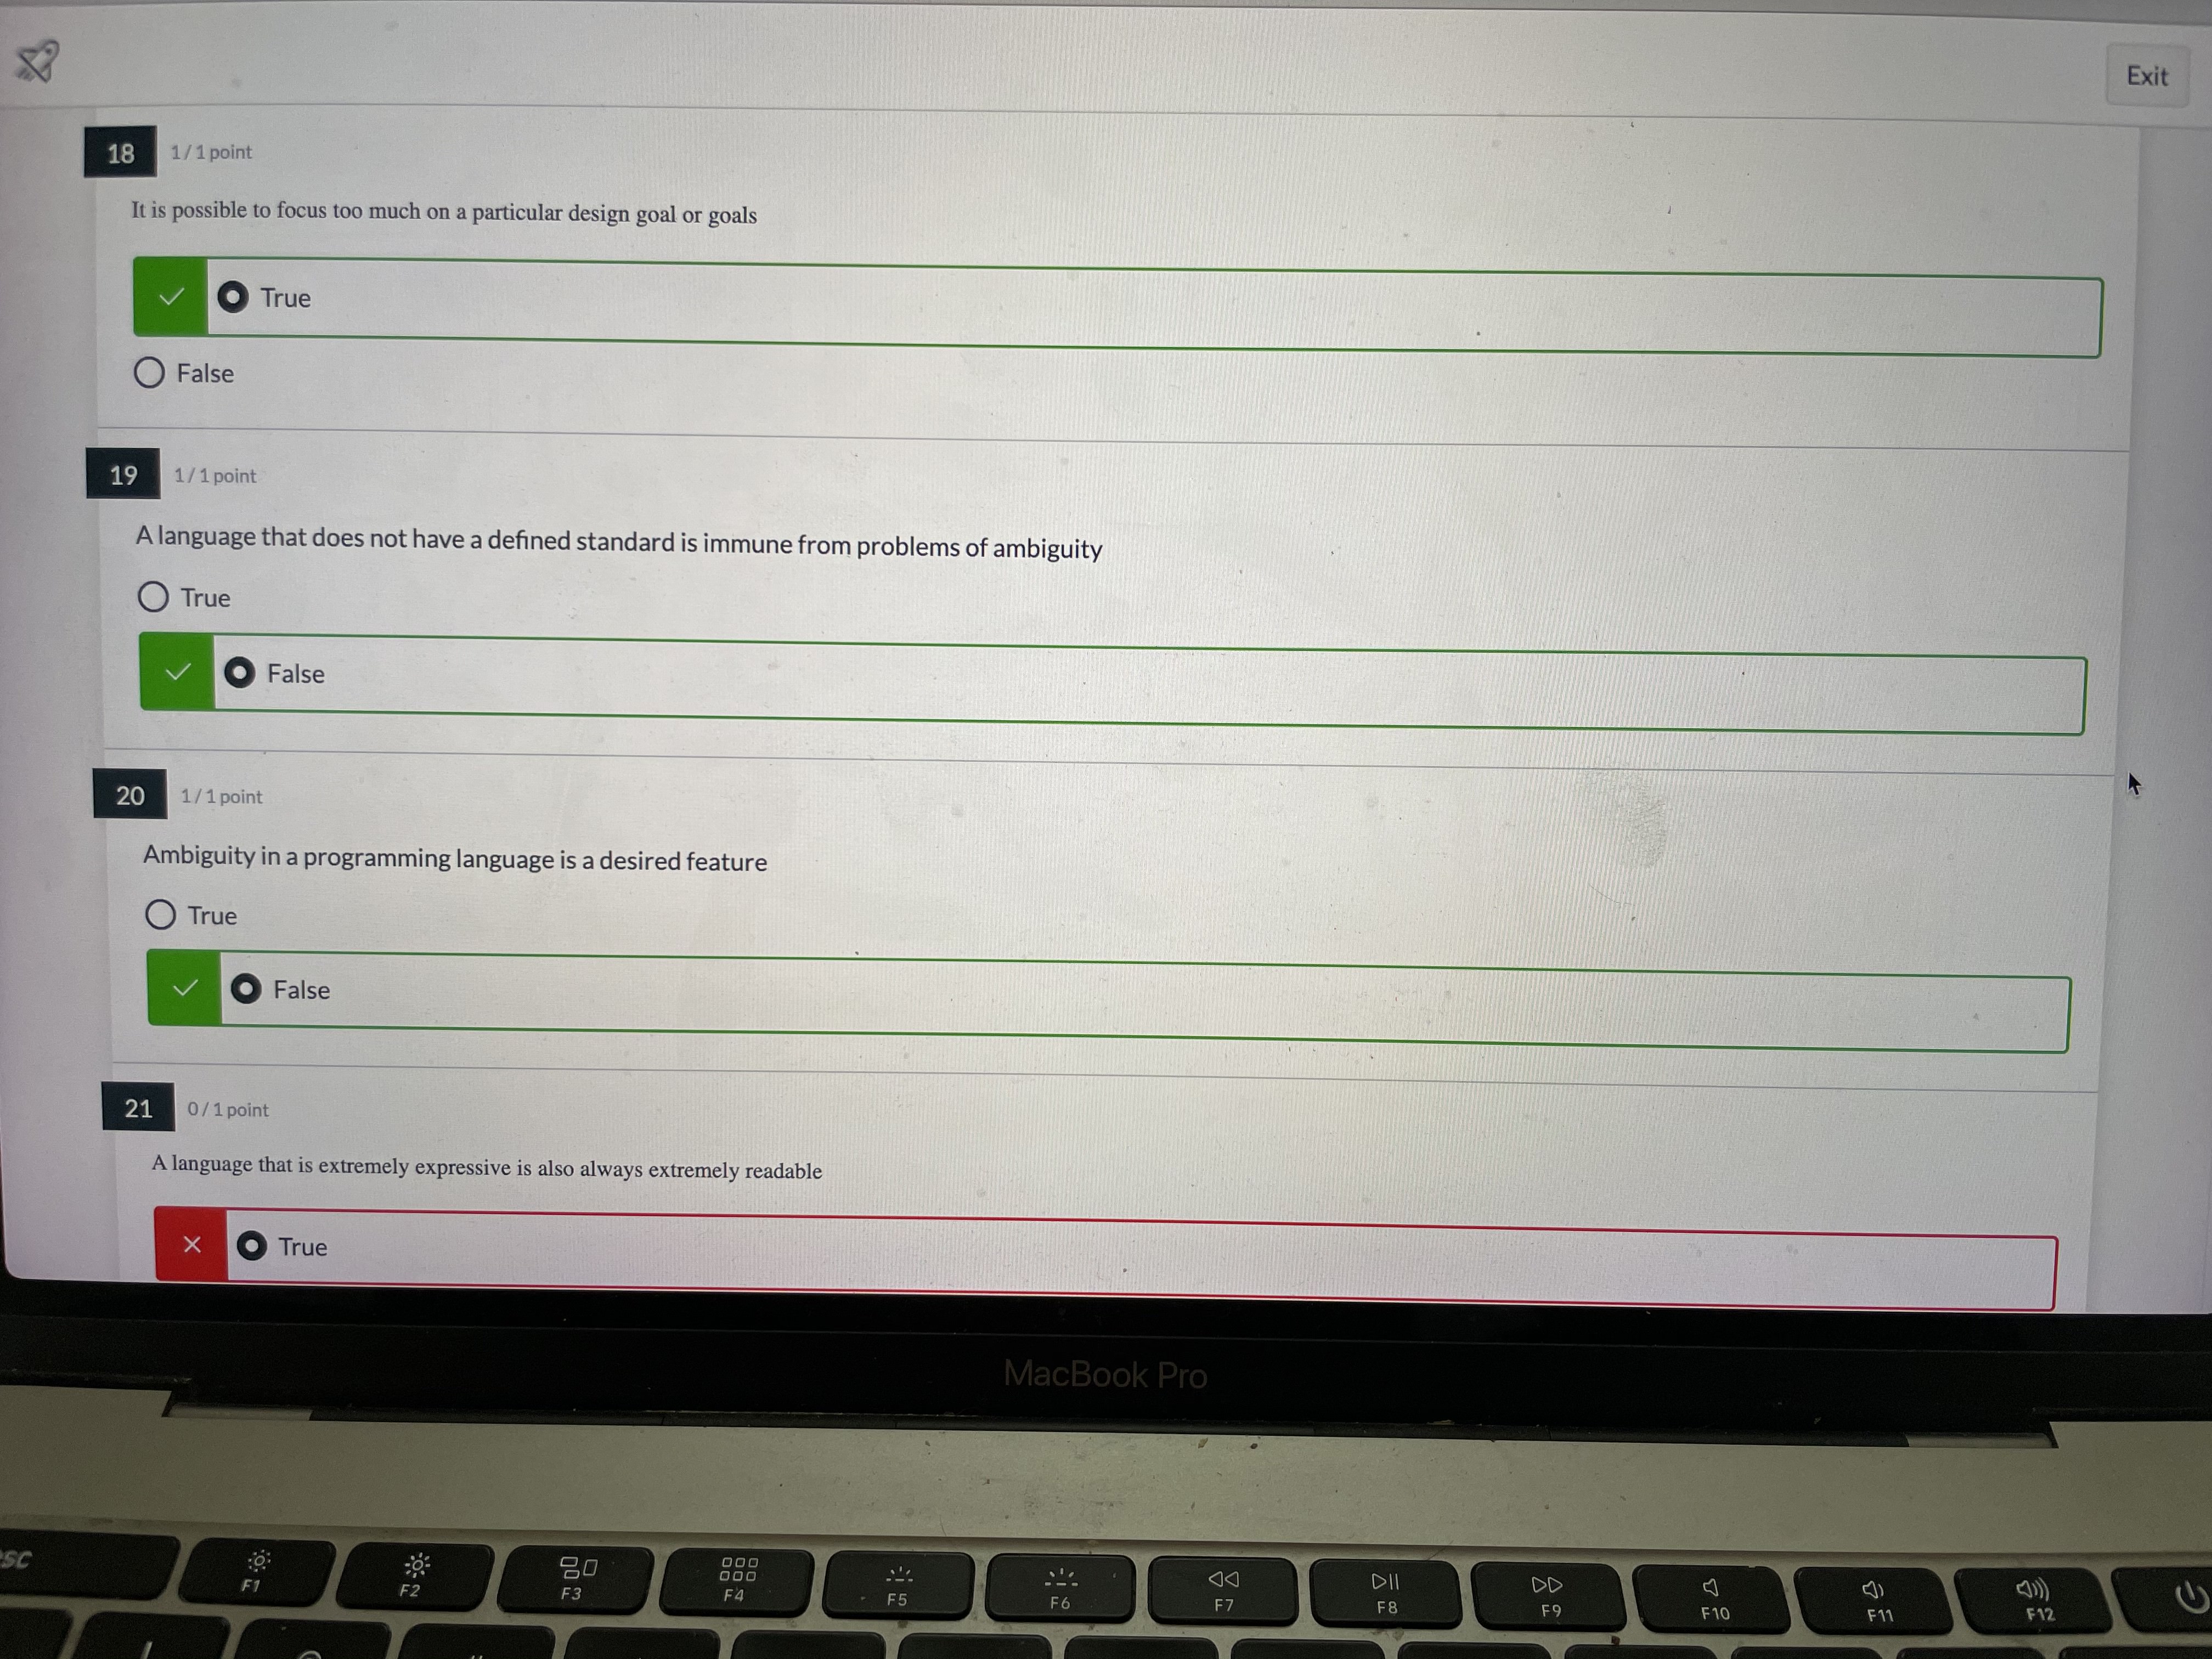 Exit
18 1 / 1 point
It is possible to focus too much on a particular design goal or goals
True
False
19 1 / 1 point
A language that does not have a defined standard is immune from problems of ambiguity
True
False
20 1 / 1 point
Ambiguity in a programming language is a desired feature
True
False
21 0 / 1 point
A language that is extremely expressive is also always extremely readable
True
MacBook Pro
F1 F2 F3 F4 F5 F6 F7 F8 F9 F10 F11 F12